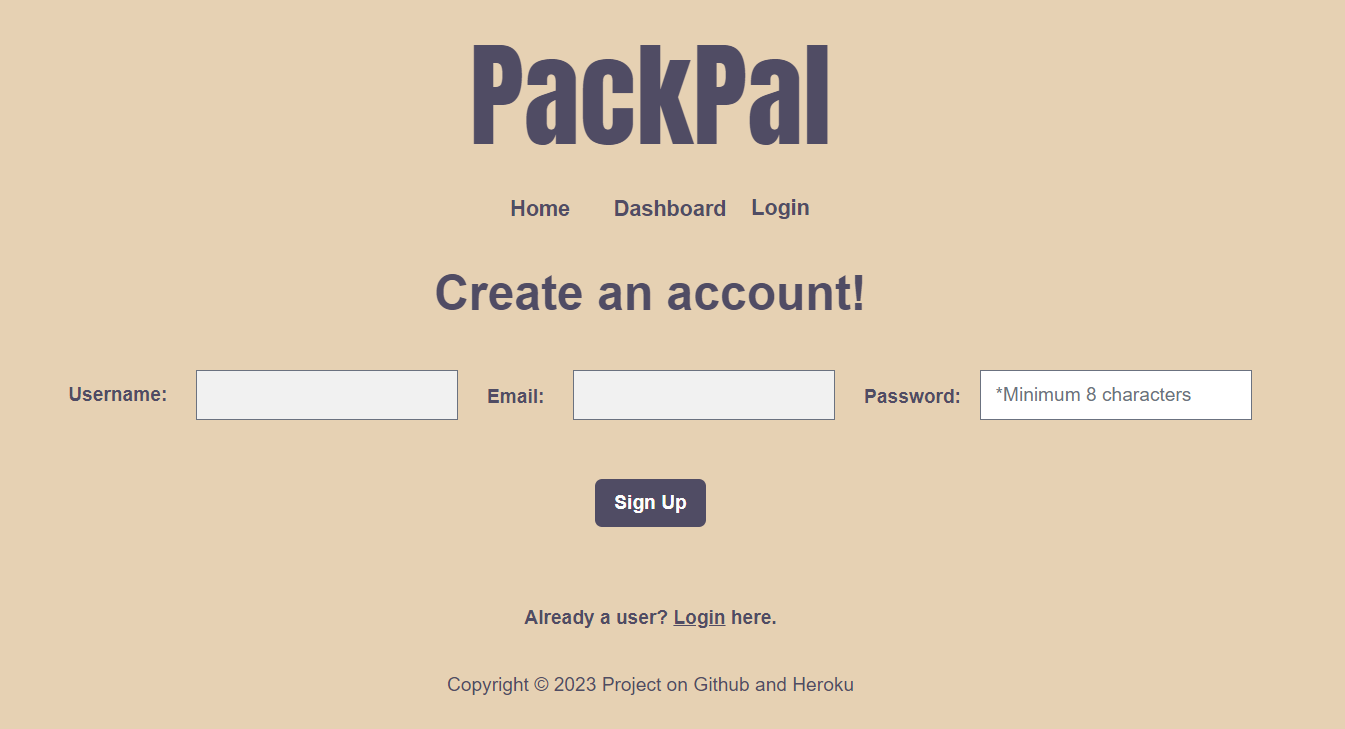 PackPal
Home Dashboard Login
Create an account!
Username: Email: Password: *Minimum 8 characters
Sign Up
Already a user? Login here.
Copyright © 2023 Project on Github and Heroku